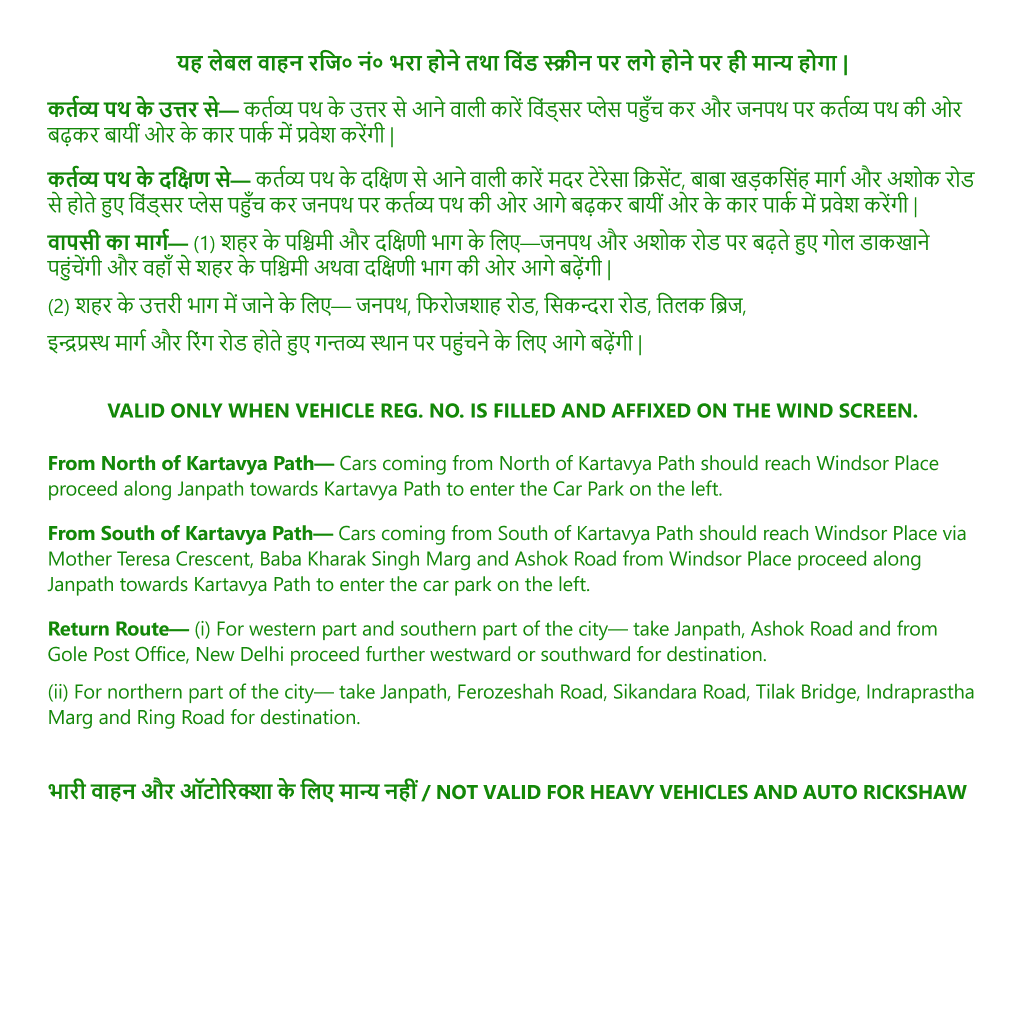 यह लेबल वाहन रजि० नं० भरा होने तथा विंड स्क्रीन पर लगे होने पर ही मान्य होगा |
कर्तव्य पथ के उत्तर से— कर्तव्य पथ के उत्तर से आने वाली कारें विंड्सर प्लेस पहुँच कर और जनपथ पर कर्तव्य पथ की ओर
बढ़कर बायीं ओर के कार पार्क में प्रवेश करेंगी |
कर्तव्य पथ के दक्षिण से— कर्तव्य पथ के दक्षिण से आने वाली कारें मदर टेरेसा क्रिसेंट, बाबा खड़कसिंह मार्ग और अशोक रोड
से होते हुए विंड्सर प्लेस पहुँच कर जनपथ पर कर्तव्य पथ की ओर आगे बढ़कर बायीं ओर के कार पार्क में प्रवेश करेंगी |
वापसी का मार्ग— (1) शहर के पश्चिमी और दक्षिणी भाग के लिए—जनपथ और अशोक रोड पर बढ़ते हुए गोल डाकखाने
पहुंचेंगी और वहाँ से शहर के पश्चिमी अथवा दक्षिणी भाग की ओर आगे बढ़ेंगी |
(2) शहर के उत्तरी भाग में जाने के लिए— जनपथ, फिरोजशाह रोड, सिकन्दरा रोड, तिलक ब्रिज,
इन्द्रप्रस्थ मार्ग और रिंग रोड होते हुए गन्तव्य स्थान पर पहुंचने के लिए आगे बढ़ेंगी |
VALID ONLY WHEN VEHICLE REG. NO. IS FILLED AND AFFIXED ON THE WIND SCREEN.
From North of Kartavya Path— Cars coming from North of Kartavya Path should reach Windsor Place
proceed along Janpath towards Kartavya Path to enter the Car Park on the left.
From South of Kartavya Path— Cars coming from South of Kartavya Path should reach Windsor Place via
Mother Teresa Crescent, Baba Kharak Singh Marg and Ashok Road from Windsor Place proceed along
Janpath towards Kartavya Path to enter the car park on the left.
Return Route— (i) For western part and southern part of the city— take Janpath, Ashok Road and from
Gole Post Office, New Delhi proceed further westward or southward for destination.
(ii) For northern part of the city— take Janpath, Ferozeshah Road, Sikandara Road, Tilak Bridge, Indraprastha
Marg and Ring Road for destination.
भारी वाहन और ऑटोरिक्शा के लिए मान्य नहीं / NOT VALID FOR HEAVY VEHICLES AND AUTO RICKSHAW